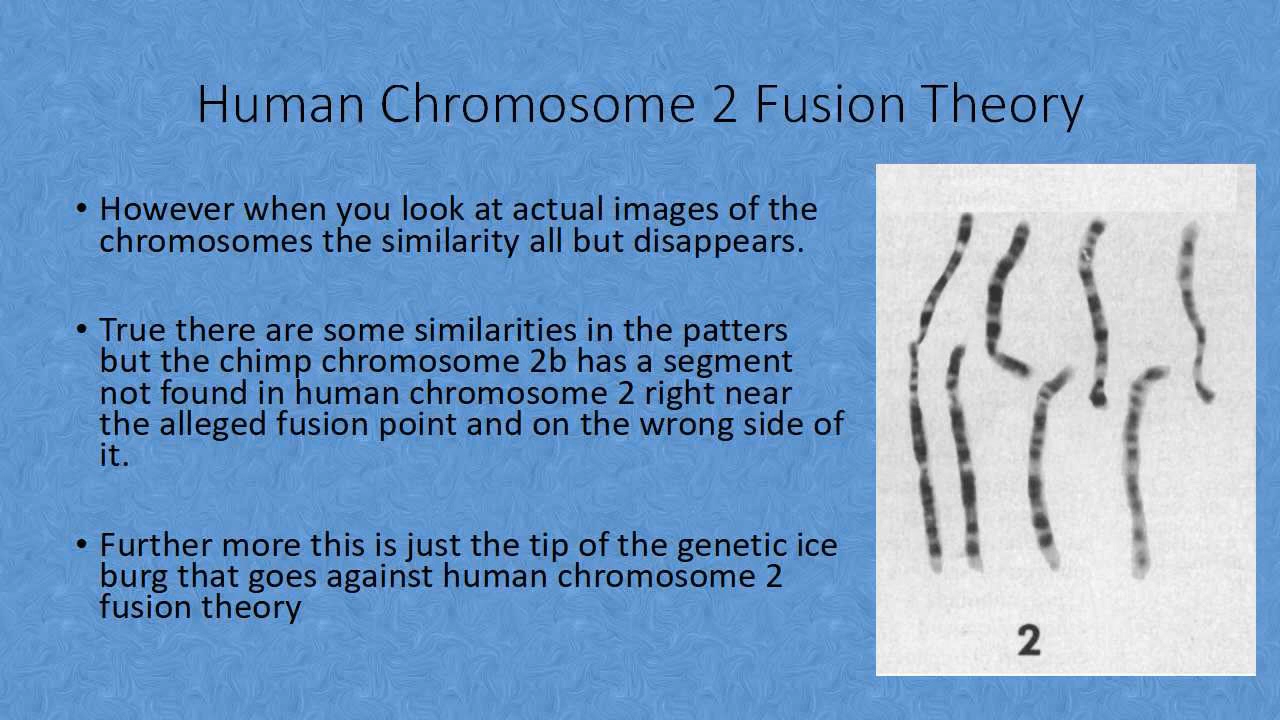 Human Chromosome 2 Fusion Theory
• However when you look at actual images of the
chromosomes the similarity all but disappears.
• True there are some similarities in the patters
but the chimp chromosome 2b has a segment
not found in human chromosome 2 right near
the alleged fusion point and on the wrong side of
it.
• Further more this is just the tip of the genetic ice
burg that goes against human chromosome 2
fusion theory
2